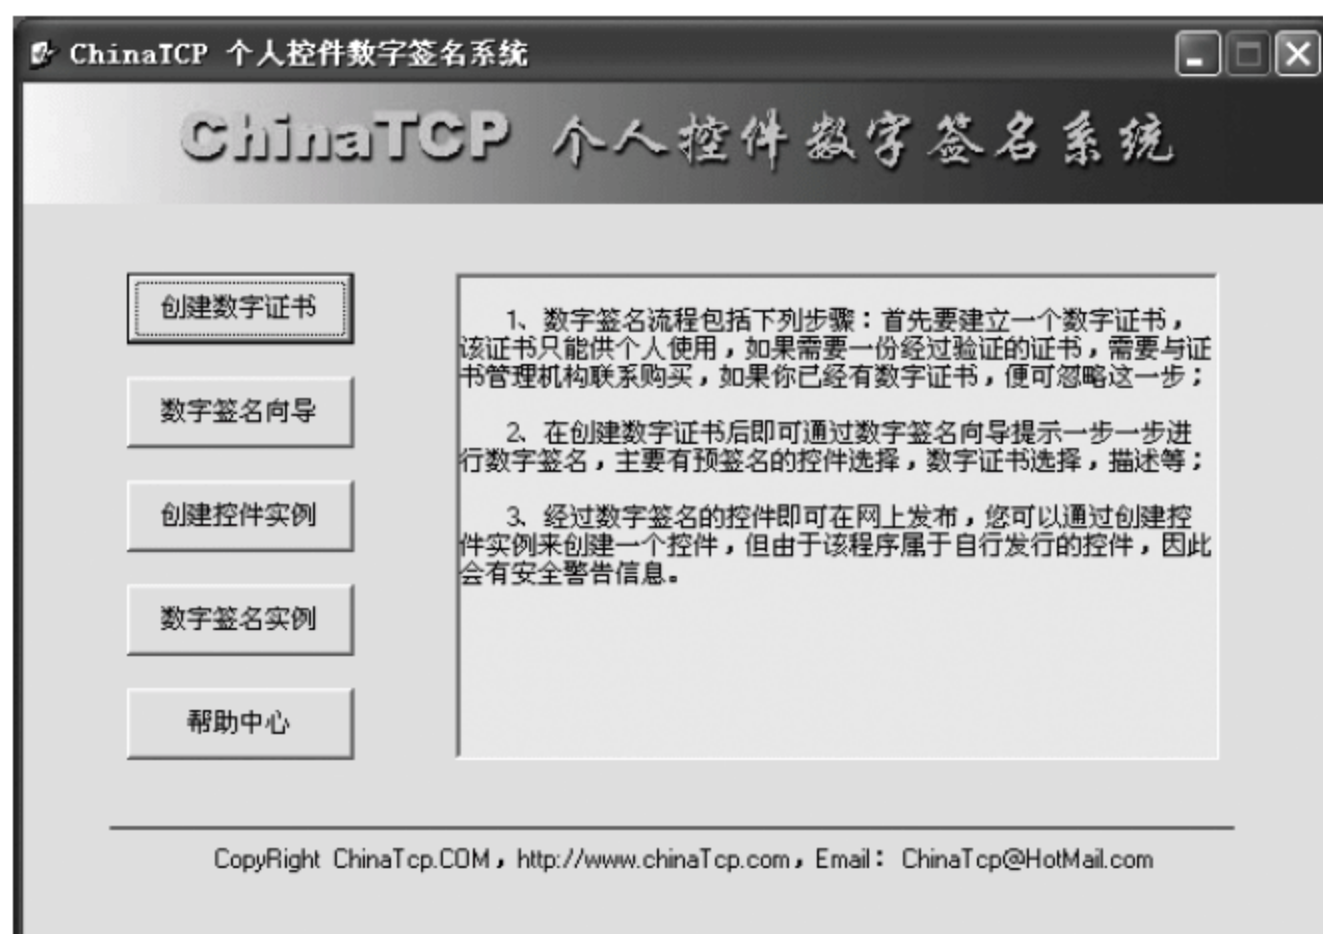 ChinaTCP 个人控件数字签名系统
ChinaTCP 个人控件数字签名系统
创建数字证书
数字签名向导
创建控件实例
数字签名实例
帮助中心
1、数字签名流程包括下列步骤：首先要建立一个数字证书，
该证书只能供个人使用，如果需要一份经过验证的证书，需要与证
书管理机构联系购买，如果你已经有数字证书，便可忽略这一步；
2、在创建数字证书后即可通过数字签名向导提示一步一步进
行数字签名，主要有预签名的控件选择，数字证书选择，描述等；
3、经过数字签名的控件即可在网上发布，您可以通过创建控
件实例来创建一个控件，但由于该程序属于自行发行的控件，因此
会有安全警告信息。
CopyRight ChinaTcp.COM，http://www.chinaTcp.com，Email：ChinaTcp@HotMail.com